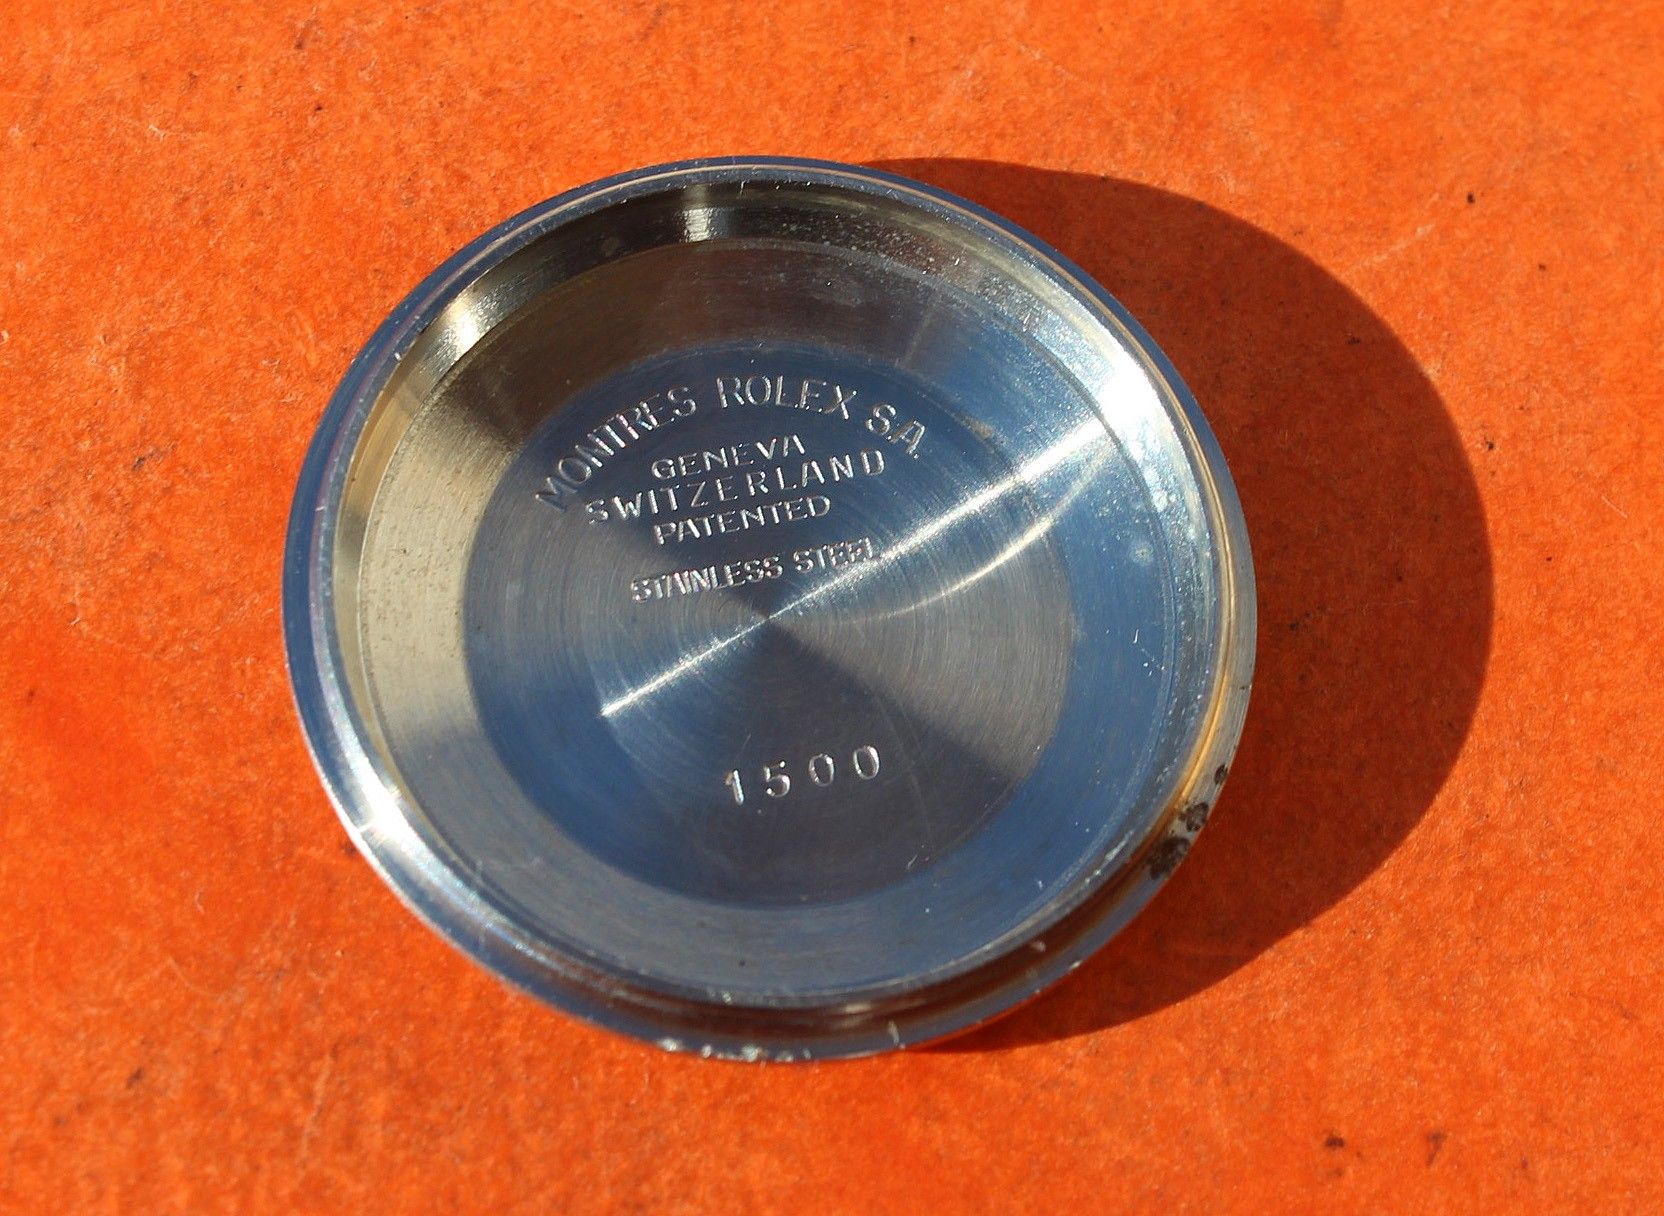 MONTRES ROLEX S.A.
GENEVA
SWITZERLAND
PATENTED
STAINLESS STEEL
1500